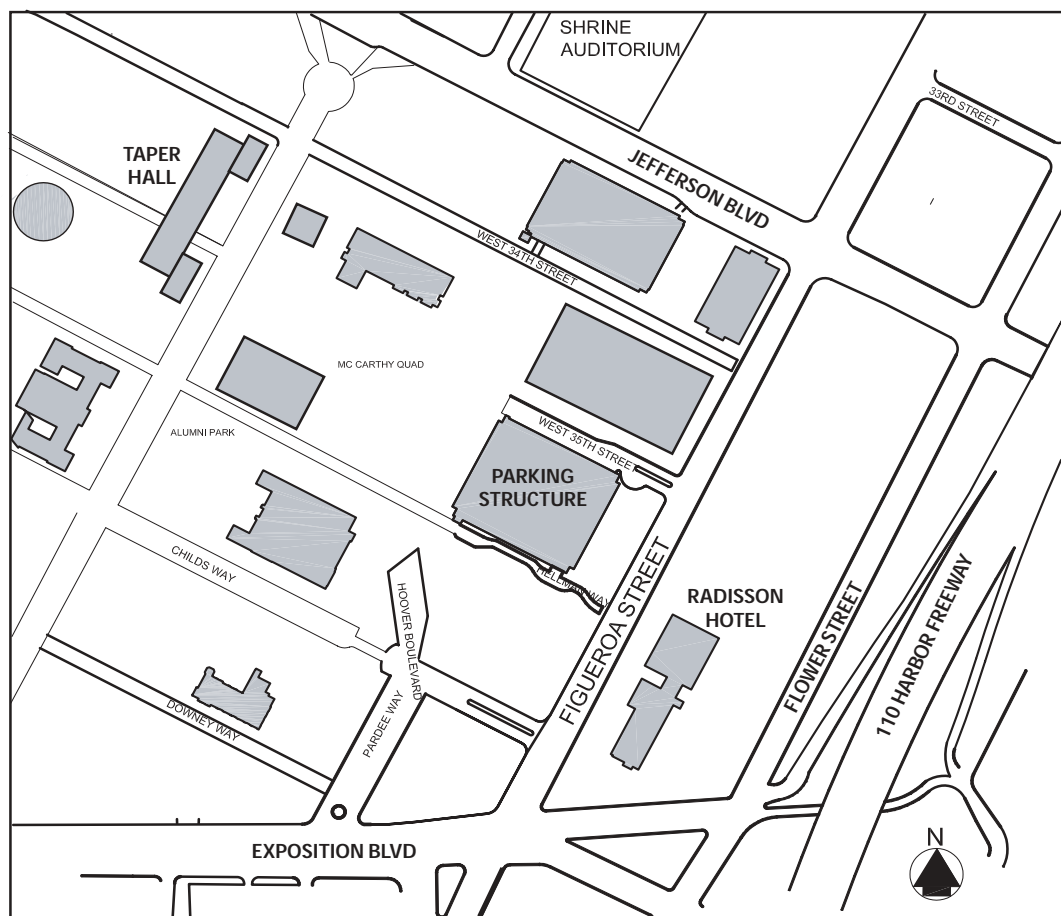 SHRINE
AUDITORIUM
33RD STREET
TAPER
HALL
JEFFERSON BLVD
WEST 34TH STREET
MC CARTHY QUAD
ALUMNI PARK
WEST 35TH STREET
PARKING
STRUCTURE
HELLMAN WAY
CHILDS WAY
HOOVER BOULEVARD
FIGUEROA STREET
RADISSON
HOTEL
FLOWER STREET
110 HARBOR FREEWAY
DOWNEY WAY
PARDEE WAY
EXPOSITION BLVD
N